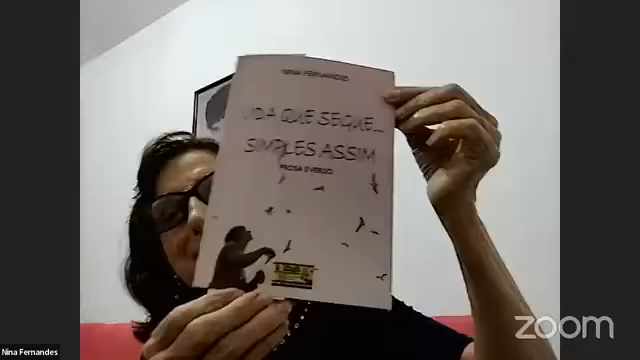 NINA FERNANDES
VIDA QUE SEGUE...
SIMPLES ASSIM
PROSA E VERSO
zoom
Nina Fernandes